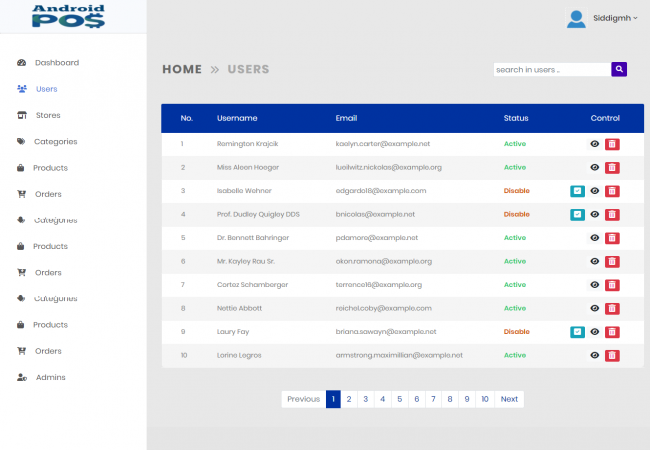 Android
POS
Siddigmh
Dashboard
Users
Stores
Categories
Products
Orders
Categories
Products
Orders
Categories
Products
Orders
Admins
HOME » USERS
search in users ..
No. Username Email Status Control
1 Remington Krajcik kaelyn.carter@example.net Active
2 Miss Aleen Hoeger lueilwitz.nickolas@example.org Active
3 Isabelle Wehner edgardo18@example.com Disable
4 Prof. Dudley Quigley DDS bnicolas@example.net Disable
5 Dr. Bennett Bahringer pdamore@example.net Active
6 Mr. Kayley Rau Sr. okon.ramona@example.org Active
7 Cortez Schamberger terrence16@example.org Active
8 Nettie Abbott reichel.coby@example.com Active
9 Laury Fay briana.sawayn@example.net Disable
10 Lorine Legros armstrong.maximillian@example.net Active
Previous 1 2 3 4 5 6 7 8 9 10 Next